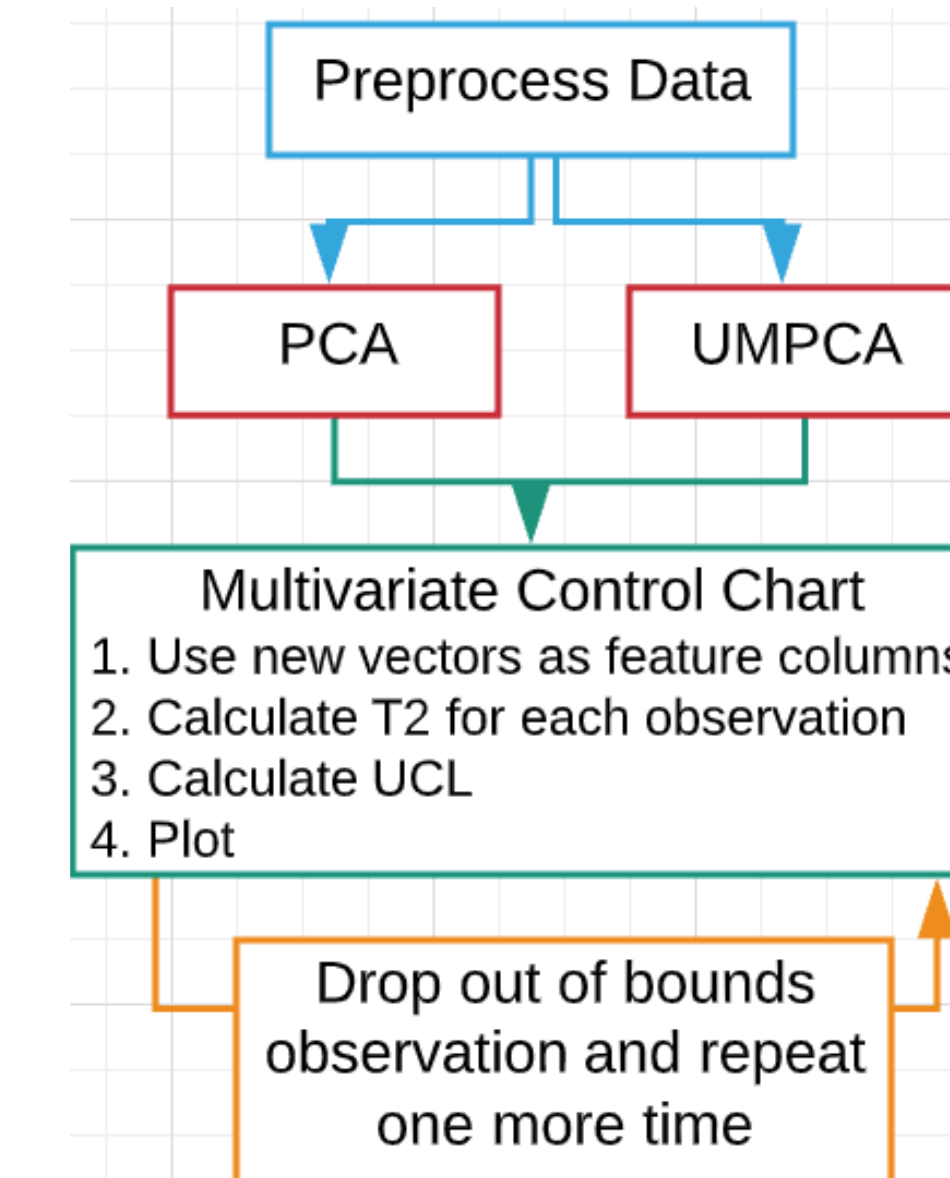 Preprocess Data
PCA
UMPCA
Multivariate Control Chart
1. Use new vectors as feature columns
2. Calculate T2 for each observation
3. Calculate UCL
4. Plot
Drop out of bounds
observation and repeat
one more time